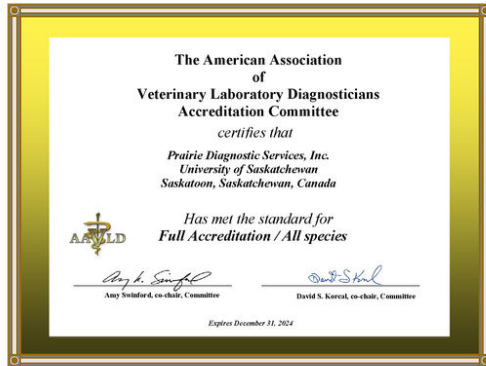 The American Association
of
Veterinary Laboratory Diagnosticians
Accreditation Committee
certifies that
Prairie Diagnostic Services, Inc.
University of Saskatchewan
Saskatoon, Saskatchewan, Canada
AAVLD
Has met the standard for
Full Accreditation / All species
Amy Swinford, co-chair, Committee
David S. Korcal, co-chair, Committee
Expires December 31, 2024